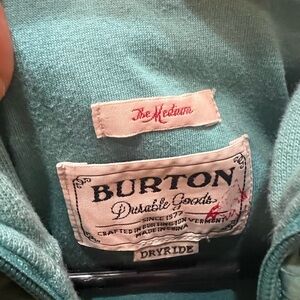 The Medium
BURTON
Durable Goods
SINCE 1977
CRAFTED IN BURLINGTON VERMONT
MADE IN CHINA
DRYRIDE